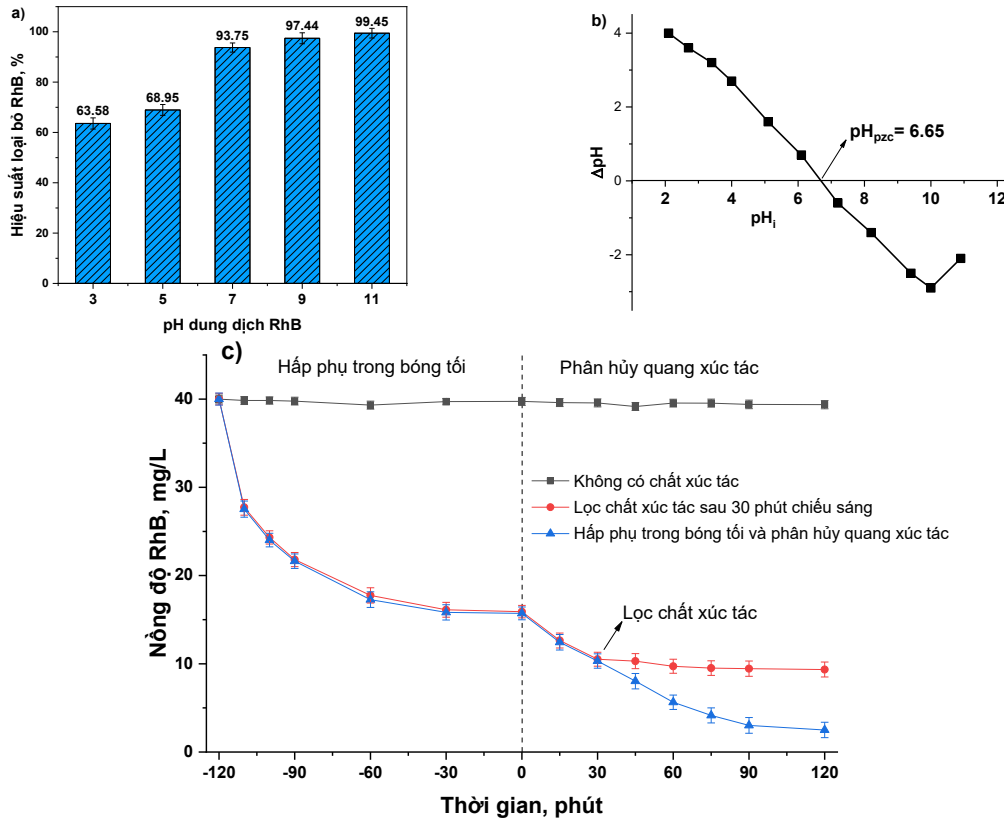 a)
Hiệu suất loại bỏ RhB, %
100
80
60
40
20
0
63.58
68.95
93.75
97.44
99.45
3
5
7
9
11
pH dung dịch RhB
b)
ΔpH
4
2
0
-2
pHpzc= 6.65
2
4
6
8
10
12
pHi
c)
Hấp phụ trong bóng tối
Phân hủy quang xúc tác
Nồng độ RhB, mg/L
40
30
20
10
0
Không có chất xúc tác
Lọc chất xúc tác sau 30 phút chiếu sáng
Hấp phụ trong bóng tối và phân hủy quang xúc tác
Lọc chất xúc tác
-120
-90
-60
-30
0
30
60
90
120
Thời gian, phút